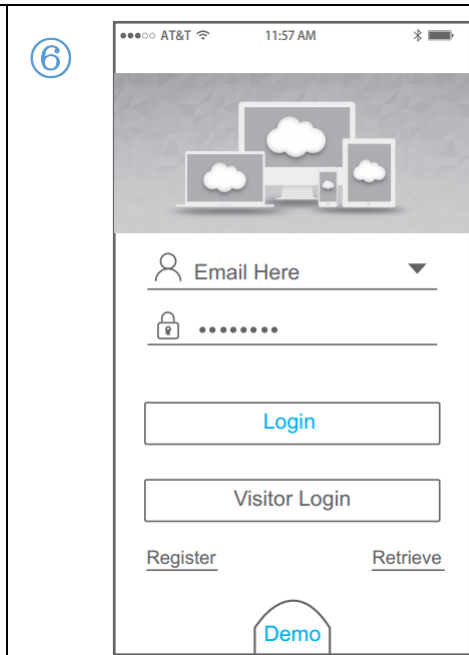 ⑥
●●●○○ AT&T 11:57 AM
Email Here
••••••••
Login
Visitor Login
Register Retrieve
Demo